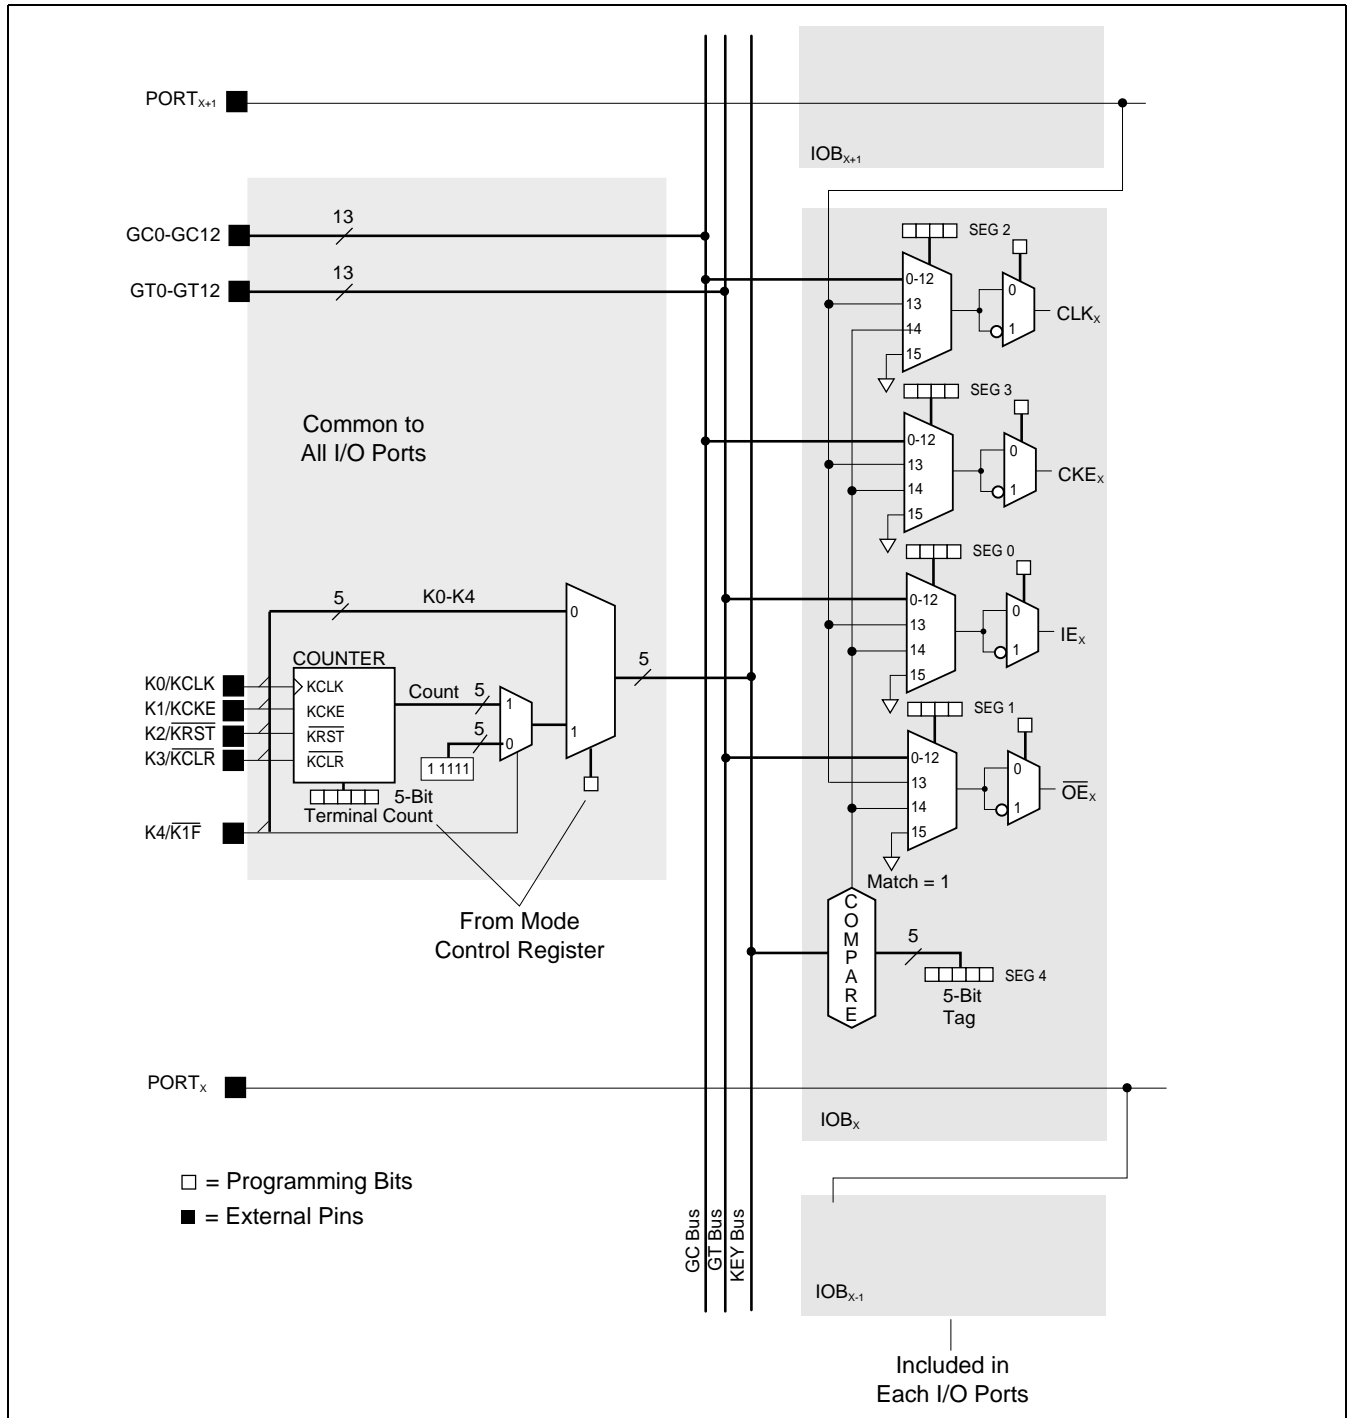 PORTX+1
IOBX+1
GC0-GC12
13
GT0-GT12
13
Common to
All I/O Ports
SEG 2
0-12
13
14
15
0
1
CLKX
SEG 3
0-12
13
14
15
0
1
CKEX
SEG 0
0-12
13
14
15
0
1
IEX
SEG 1
0-12
13
14
15
0
1
OEX
5
K0-K4
0
1
5
COUNTER
K0/KCLK
K1/KCKE
K2/KRST
K3/KCLR
K4/K1F
KCLK
KCKE
KRST
KCLR
Count
5
1
5
0
1 1111
5-Bit
Terminal Count
From Mode
Control Register
Match = 1
COMPARE
5
SEG 4
5-Bit
Tag
PORTX
IOBX
□ = Programming Bits
■ = External Pins
GC Bus
GT Bus
KEY Bus
IOBX-1
Included in
Each I/O Ports